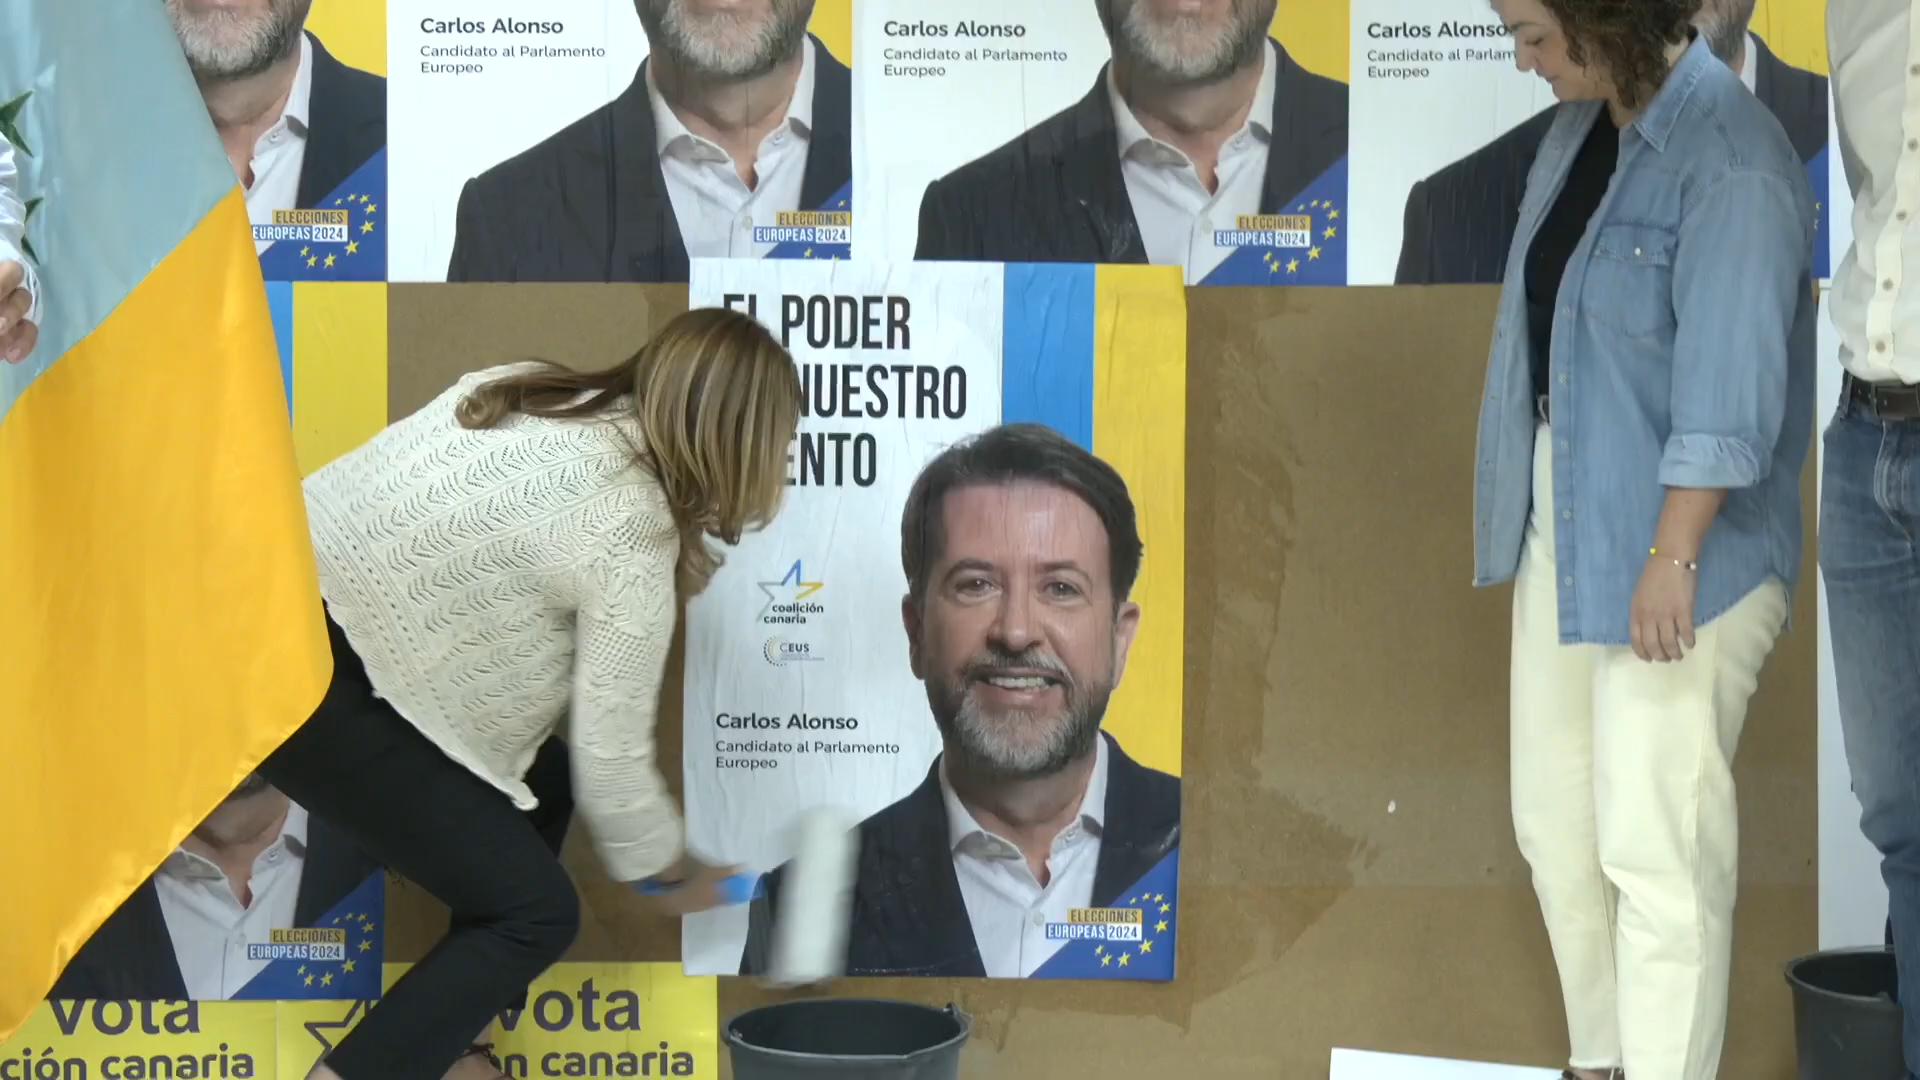 Carlos Alonso
Candidato al Parlamento
Europeo
Carlos Alonso
Candidato al Parlamento
Europeo
Carlos Alonso
Candidato al Parlam
Europeo
ELECCIONES
EUROPEAS 2024
ELECCIONES
EUROPEAS 2024
ELECCIONES
EUROPEAS 2024
EL PODER
NUESTRO
ENTO
coalición
canaria
CEUS
Carlos Alonso
Candidato al Parlamento
Europeo
ELECCIONES
EUROPEAS 2024
ELECCIONES
EUROPEAS 2024
vota
ción canaria
vota
n canaria